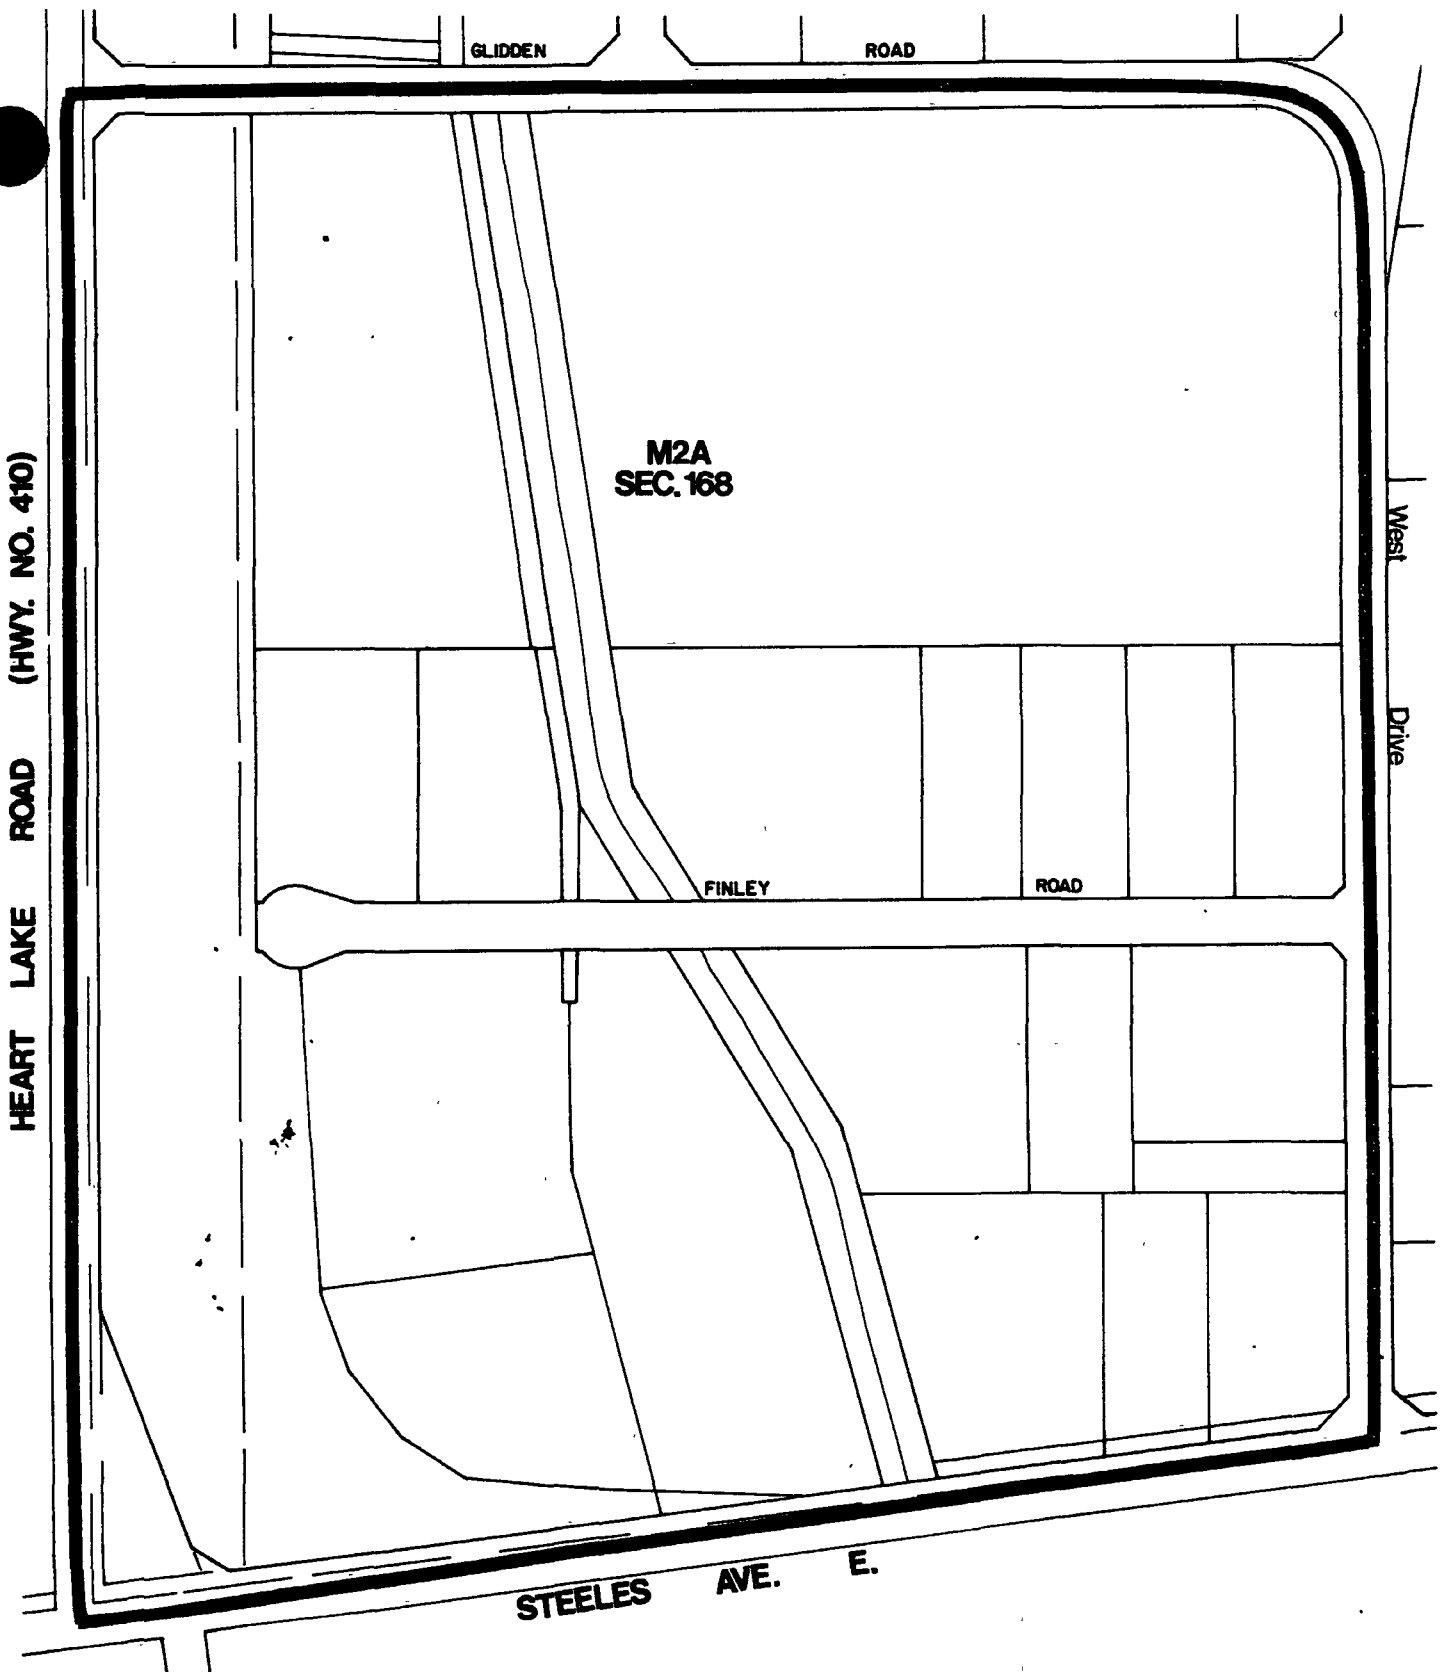 GLIDDEN ROAD
M2A
SEC. 168
HEART LAKE ROAD (HWY. NO. 410)
West Drive
FINLEY ROAD
STEELES AVE. E.